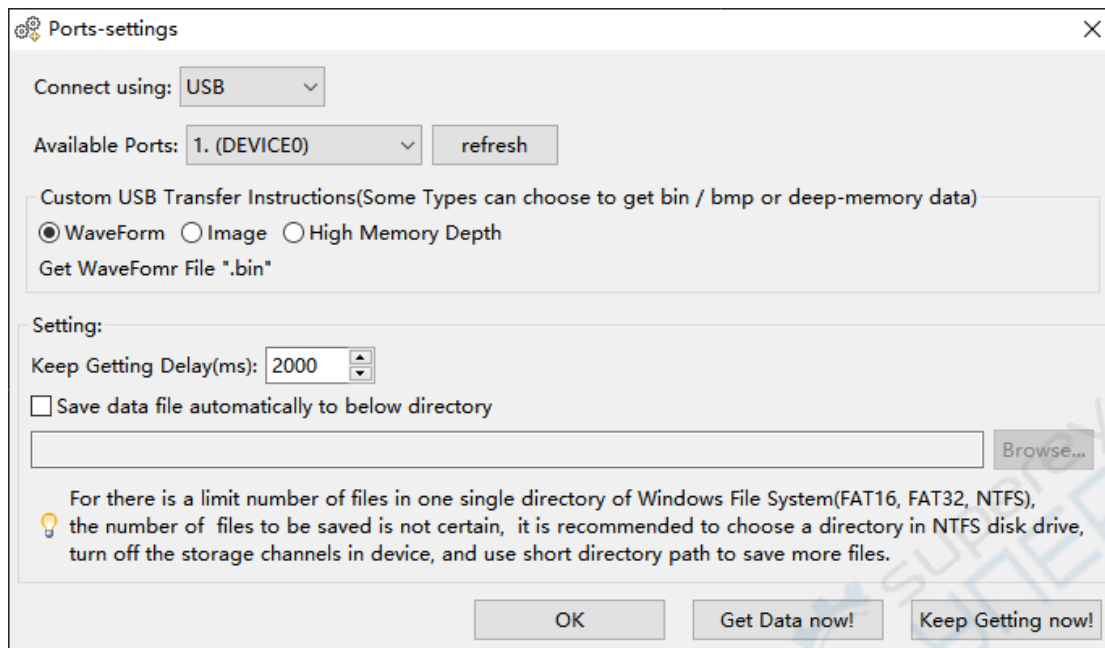 Ports-settings
Connect using: USB
Available Ports: 1. (DEVICE0) refresh
Custom USB Transfer Instructions(Some Types can choose to get bin / bmp or deep-memory data)
WaveForm Image High Memory Depth
Get WaveFomr File ".bin"
Setting:
Keep Getting Delay(ms): 2000
Save data file automatically to below directory
Browse...
For there is a limit number of files in one single directory of Windows File System(FAT16, FAT32, NTFS),
the number of files to be saved is not certain, it is recommended to choose a directory in NTFS disk drive,
turn off the storage channels in device, and use short directory path to save more files.
OK Get Data now! Keep Getting now!